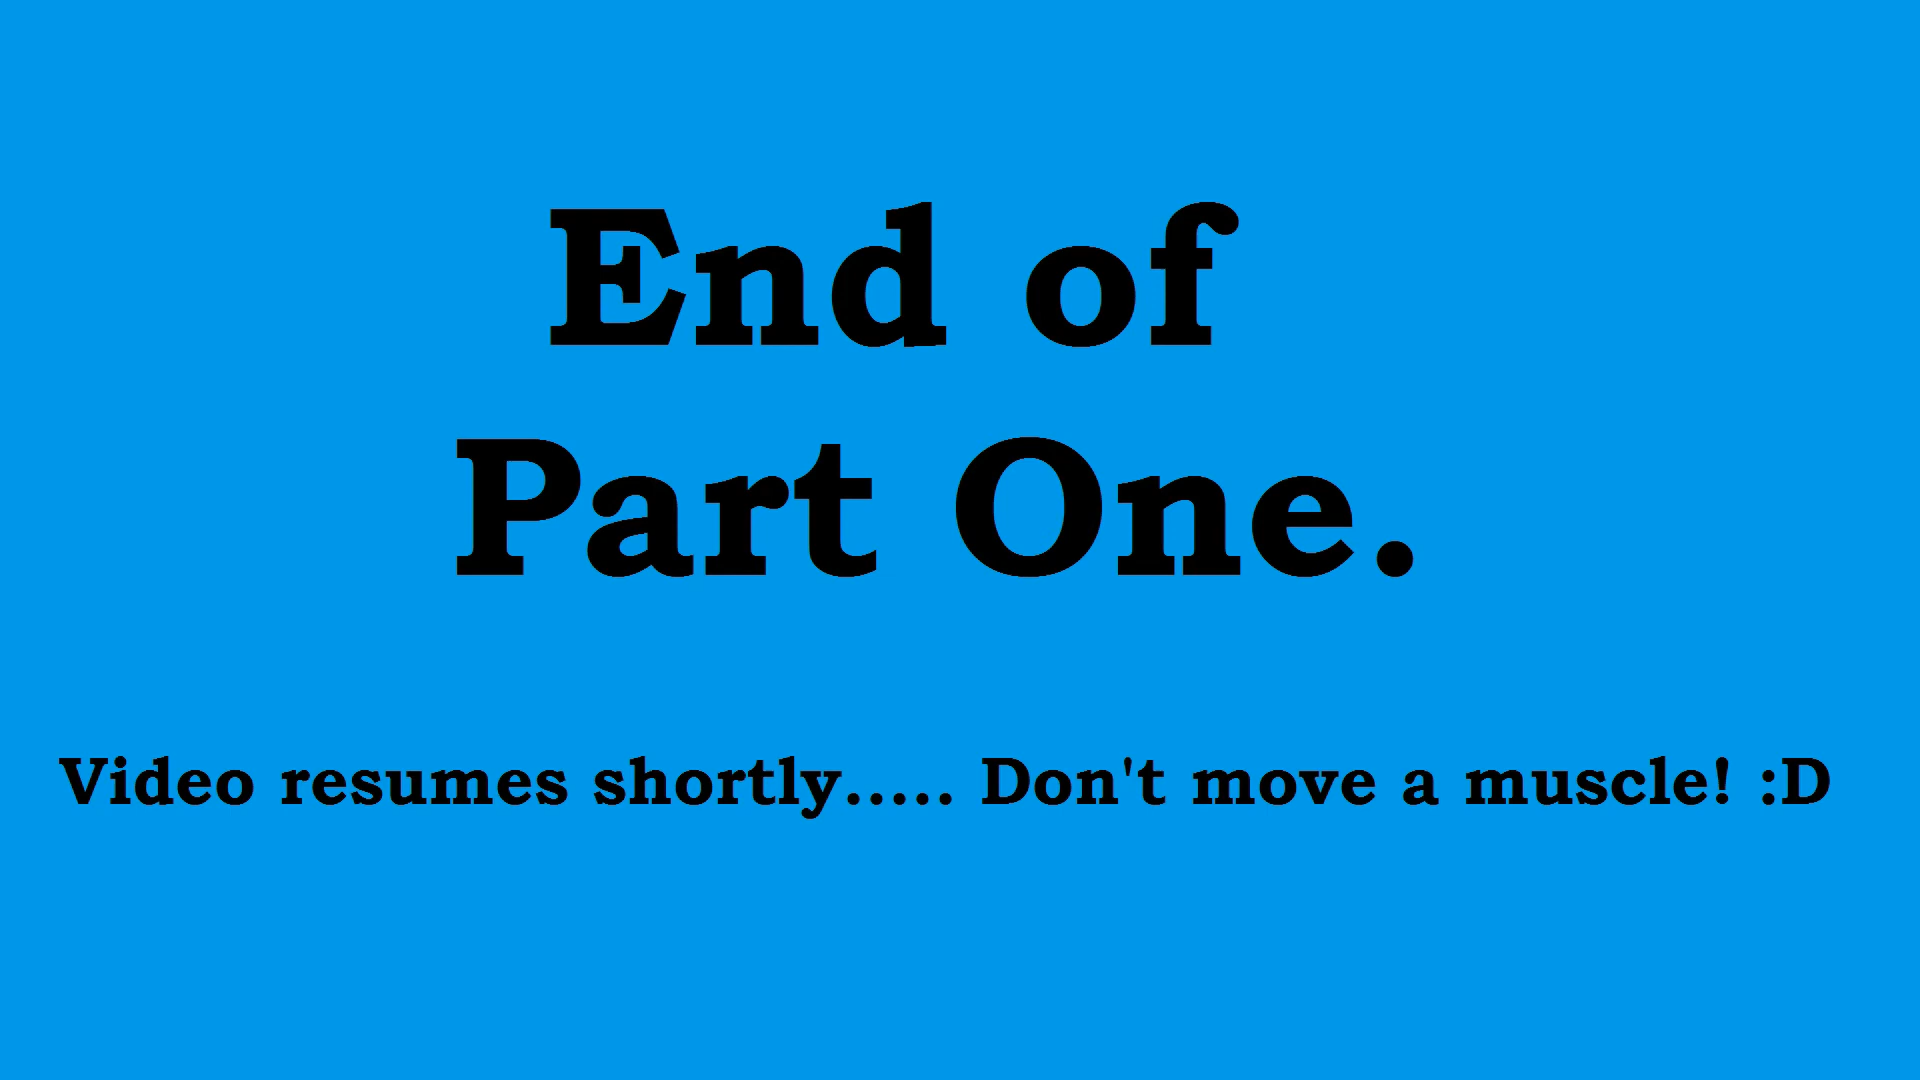 End of
Part One.
Video resumes shortly..... Don't move a muscle! :D